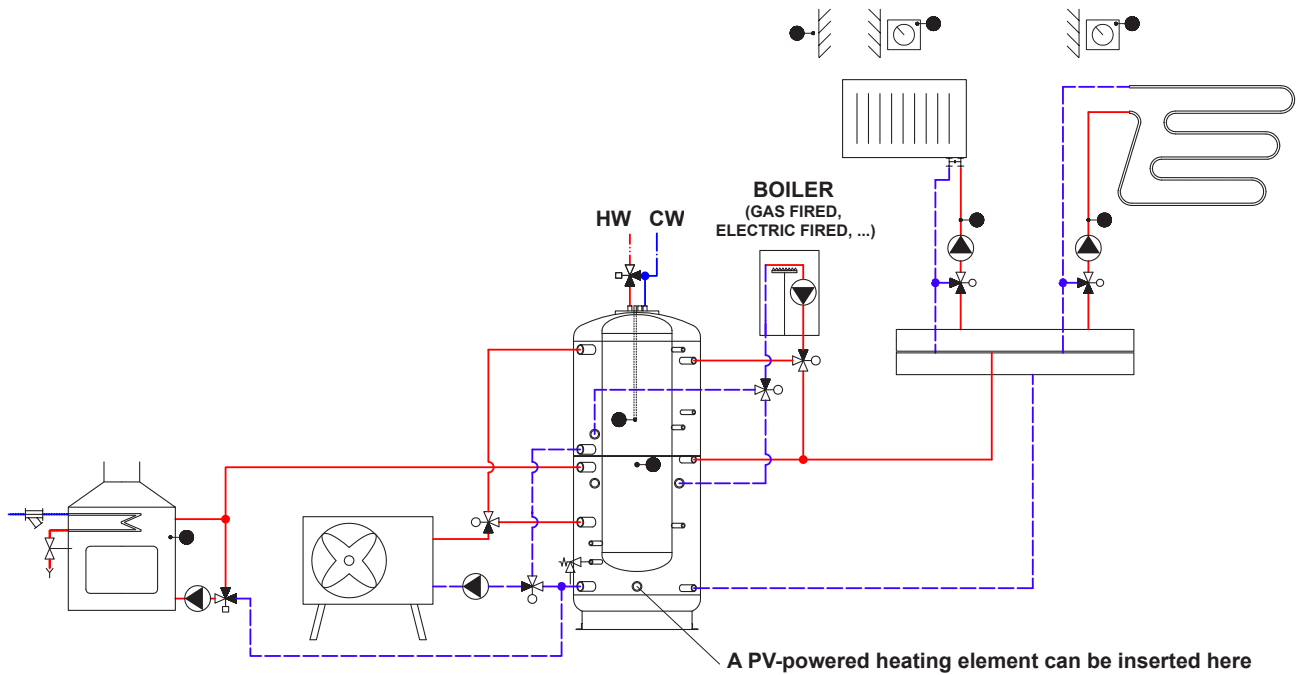 BOILER
(GAS FIRED,
ELECTRIC FIRED, ...)
HW CW
A PV-powered heating element can be inserted here